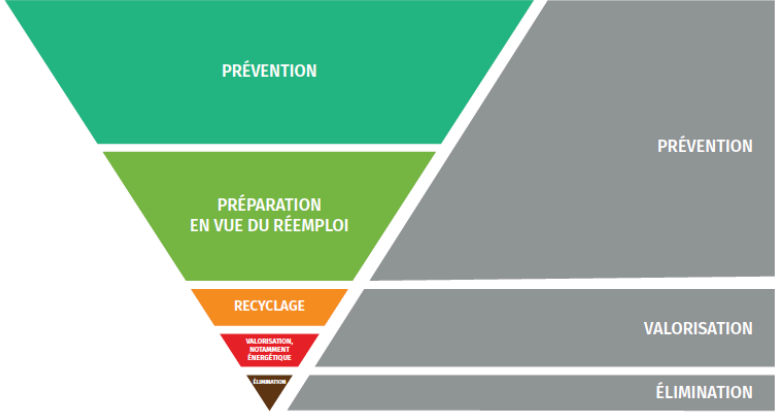 PRÉVENTION
PRÉPARATION
EN VUE DU RÉEMPLOI
RECYCLAGE
VALORISATION,
NOTAMMENT
ÉNERGÉTIQUE
ÉLIMINATION
PRÉVENTION
VALORISATION
ÉLIMINATION